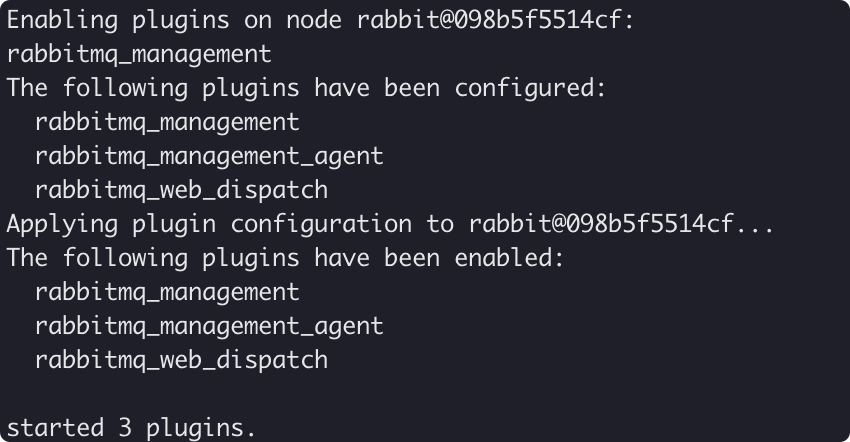 Enabling plugins on node rabbit@098b5f5514cf:
rabbitmq_management
The following plugins have been configured:
  rabbitmq_management
  rabbitmq_management_agent
  rabbitmq_web_dispatch
Applying plugin configuration to rabbit@098b5f5514cf...
The following plugins have been enabled:
  rabbitmq_management
  rabbitmq_management_agent
  rabbitmq_web_dispatch

started 3 plugins.